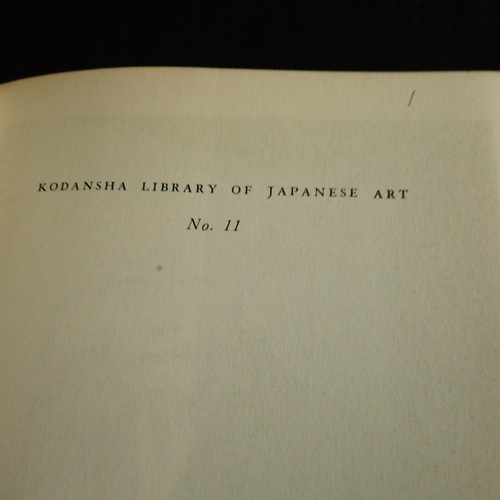 KODANSHA LIBRARY OF JAPANESE ART
No. 11